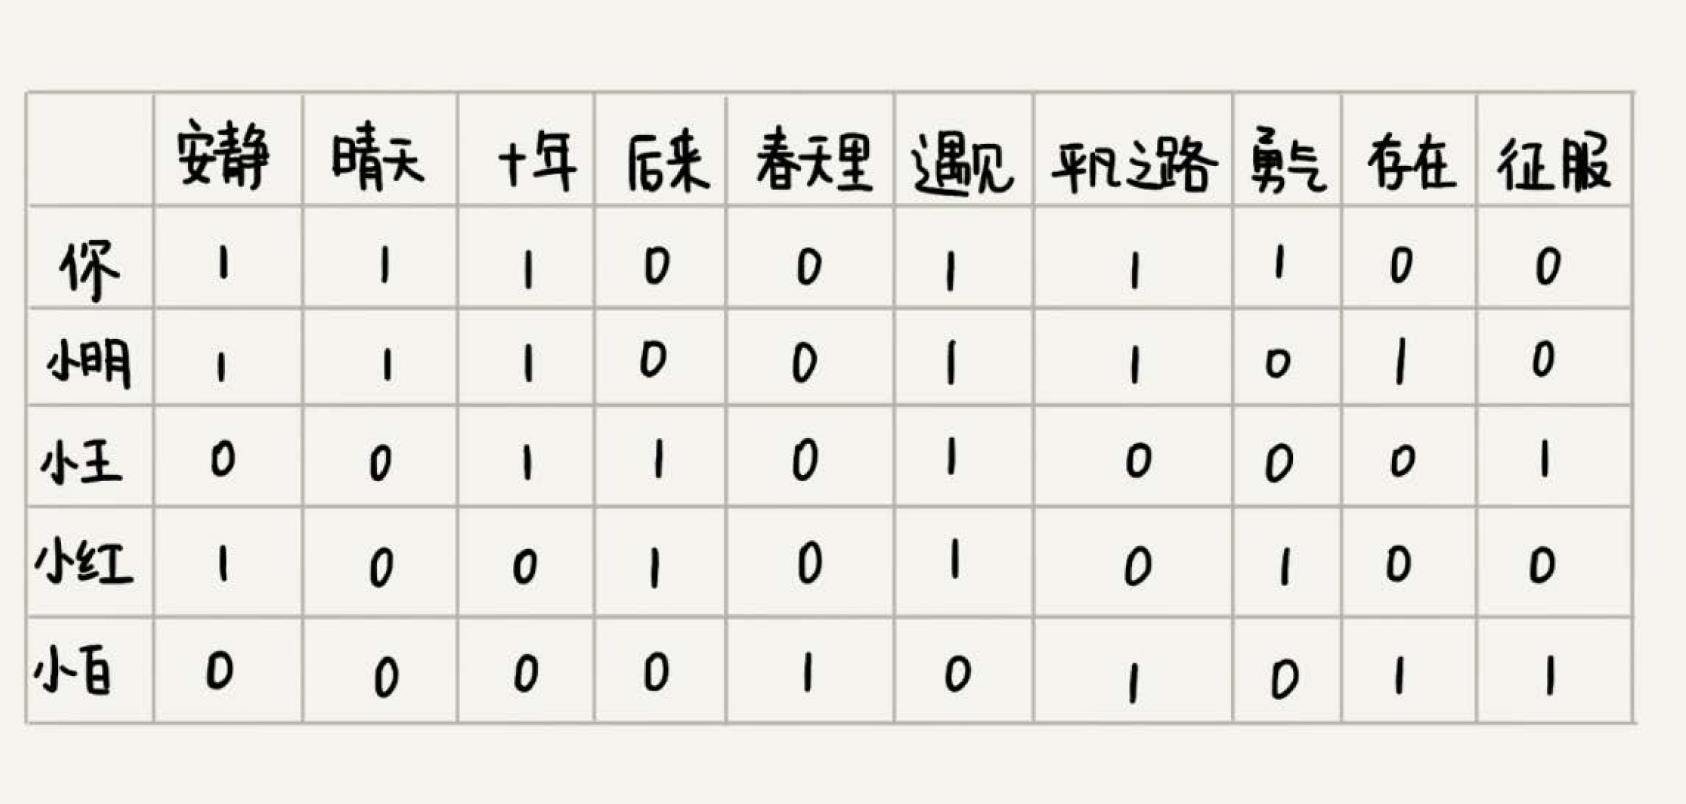 安静 晴天 十年 后来 春天里 遇见 平凡之路 勇气 存在 征服
你 1 1 1 0 0 1 1 1 0 0
小明 1 1 1 0 0 1 1 0 1 0
小王 0 0 1 1 0 1 0 0 0 1
小红 1 0 0 1 0 1 0 1 0 0
小白 0 0 0 0 1 0 1 0 1 1